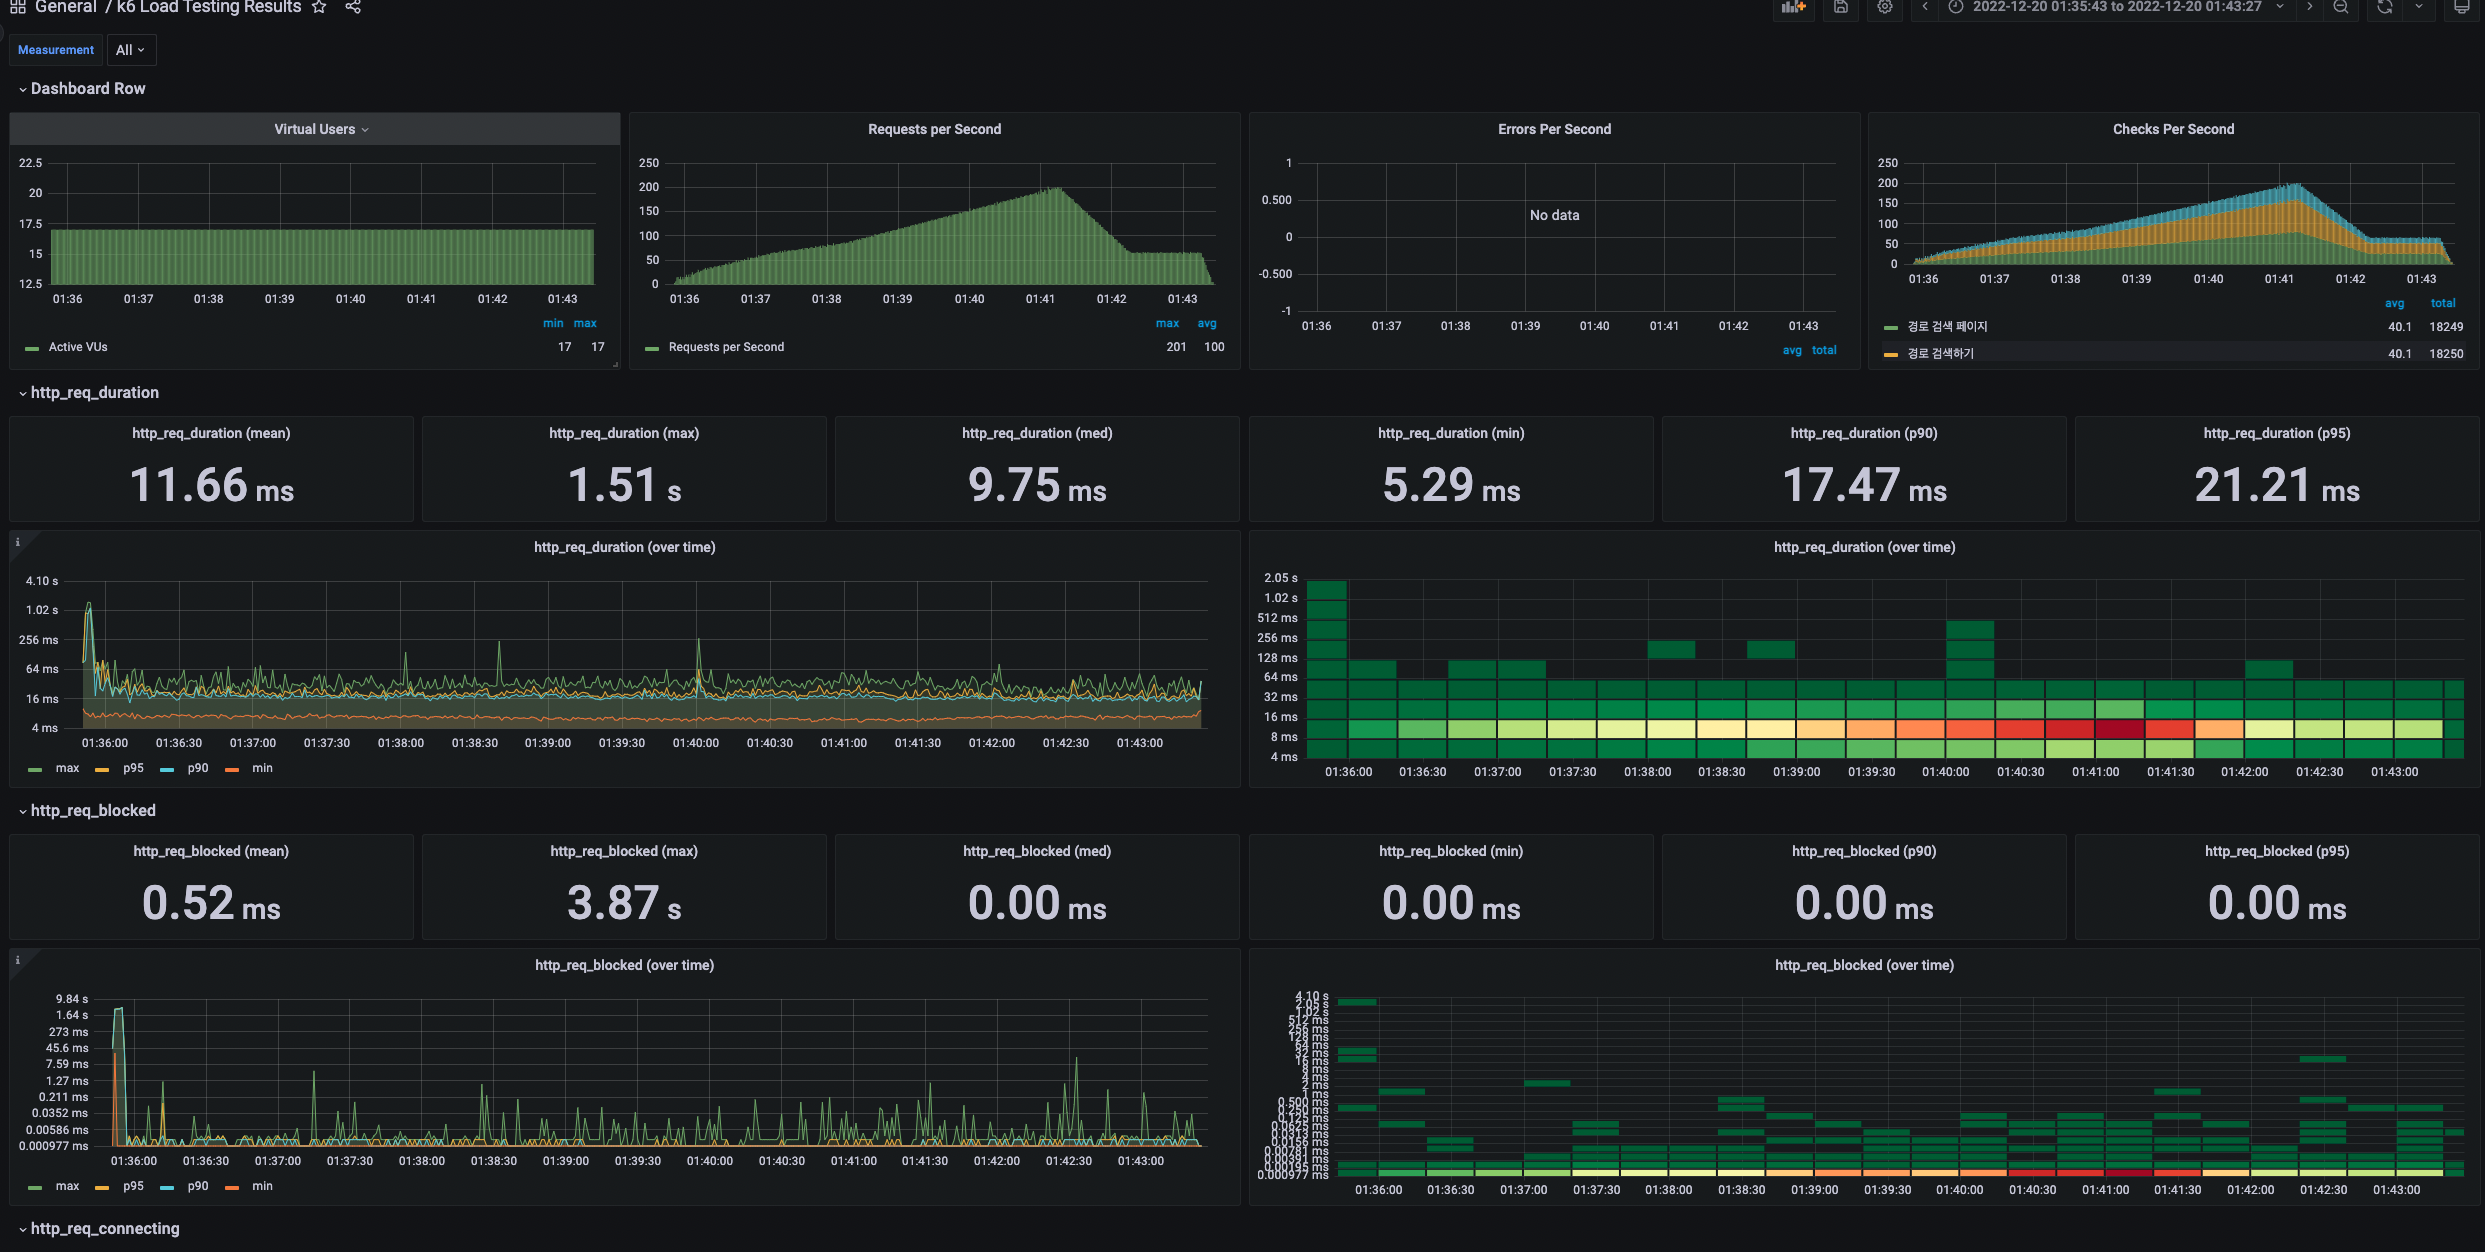 General / k6 Load Testing Results
2022-12-20 01:35:43 to 2022-12-20 01:43:27
Measurement All
Dashboard Row
Virtual Users
22.5
20
17.5
15
12.5
01:36 01:37 01:38 01:39 01:40 01:41 01:42 01:43
min max
Active VUs 17 17
Requests per Second
250
200
150
100
50
0
01:36 01:37 01:38 01:39 01:40 01:41 01:42 01:43
max avg
Requests per Second 201 100
Errors Per Second
1
0.500
0
-0.500
-1
No data
01:36 01:37 01:38 01:39 01:40 01:41 01:42 01:43
avg total
Checks Per Second
250
200
150
100
50
0
01:36 01:37 01:38 01:39 01:40 01:41 01:42 01:43
avg total
경로 검색 페이지 40.1 18249
경로 검색하기 40.1 18250
http_req_duration
http_req_duration (mean)
11.66 ms
http_req_duration (max)
1.51 s
http_req_duration (med)
9.75 ms
http_req_duration (min)
5.29 ms
http_req_duration (p90)
17.47 ms
http_req_duration (p95)
21.21 ms
http_req_duration (over time)
4.10 s
1.02 s
256 ms
64 ms
16 ms
4 ms
01:36:00 01:36:30 01:37:00 01:37:30 01:38:00 01:38:30 01:39:00 01:39:30 01:40:00 01:40:30 01:41:00 01:41:30 01:42:00 01:42:30 01:43:00
max p95 p90 min
http_req_duration (over time)
2.05 s
1.02 s
512 ms
256 ms
128 ms
64 ms
32 ms
16 ms
8 ms
4 ms
01:36:00 01:36:30 01:37:00 01:37:30 01:38:00 01:38:30 01:39:00 01:39:30 01:40:00 01:40:30 01:41:00 01:41:30 01:42:00 01:42:30 01:43:00
http_req_blocked
http_req_blocked (mean)
0.52 ms
http_req_blocked (max)
3.87 s
http_req_blocked (med)
0.00 ms
http_req_blocked (min)
0.00 ms
http_req_blocked (p90)
0.00 ms
http_req_blocked (p95)
0.00 ms
http_req_blocked (over time)
9.84 s
1.64 s
273 ms
45.6 ms
7.59 ms
1.27 ms
0.211 ms
0.0352 ms
0.00586 ms
0.000977 ms
01:36:00 01:36:30 01:37:00 01:37:30 01:38:00 01:38:30 01:39:00 01:39:30 01:40:00 01:40:30 01:41:00 01:41:30 01:42:00 01:42:30 01:43:00
max p95 p90 min
http_req_blocked (over time)
4.10 s
2.05 s
1.02 s
512 ms
256 ms
128 ms
64 ms
32 ms
16 ms
8 ms
4 ms
2 ms
1 ms
0.500 ms
0.250 ms
0.125 ms
0.0625 ms
0.0313 ms
0.0156 ms
0.00781 ms
0.00391 ms
0.00195 ms
0.000977 ms
01:36:00 01:36:30 01:37:00 01:37:30 01:38:00 01:38:30 01:39:00 01:39:30 01:40:00 01:40:30 01:41:00 01:41:30 01:42:00 01:42:30 01:43:00
http_req_connecting